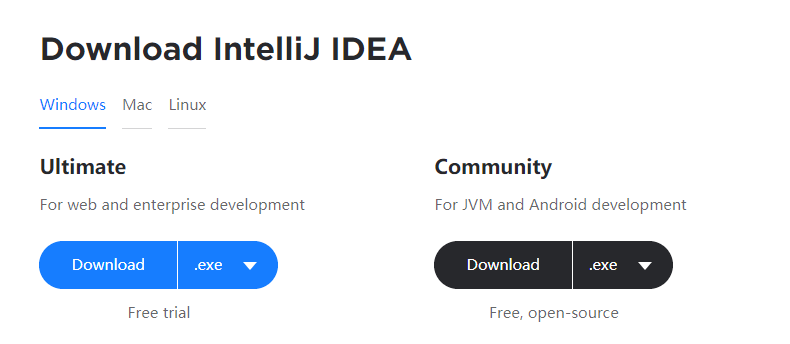 Download IntelliJ IDEA
Windows Mac Linux
Ultimate
For web and enterprise development
Download .exe
Free trial
Community
For JVM and Android development
Download .exe
Free, open-source